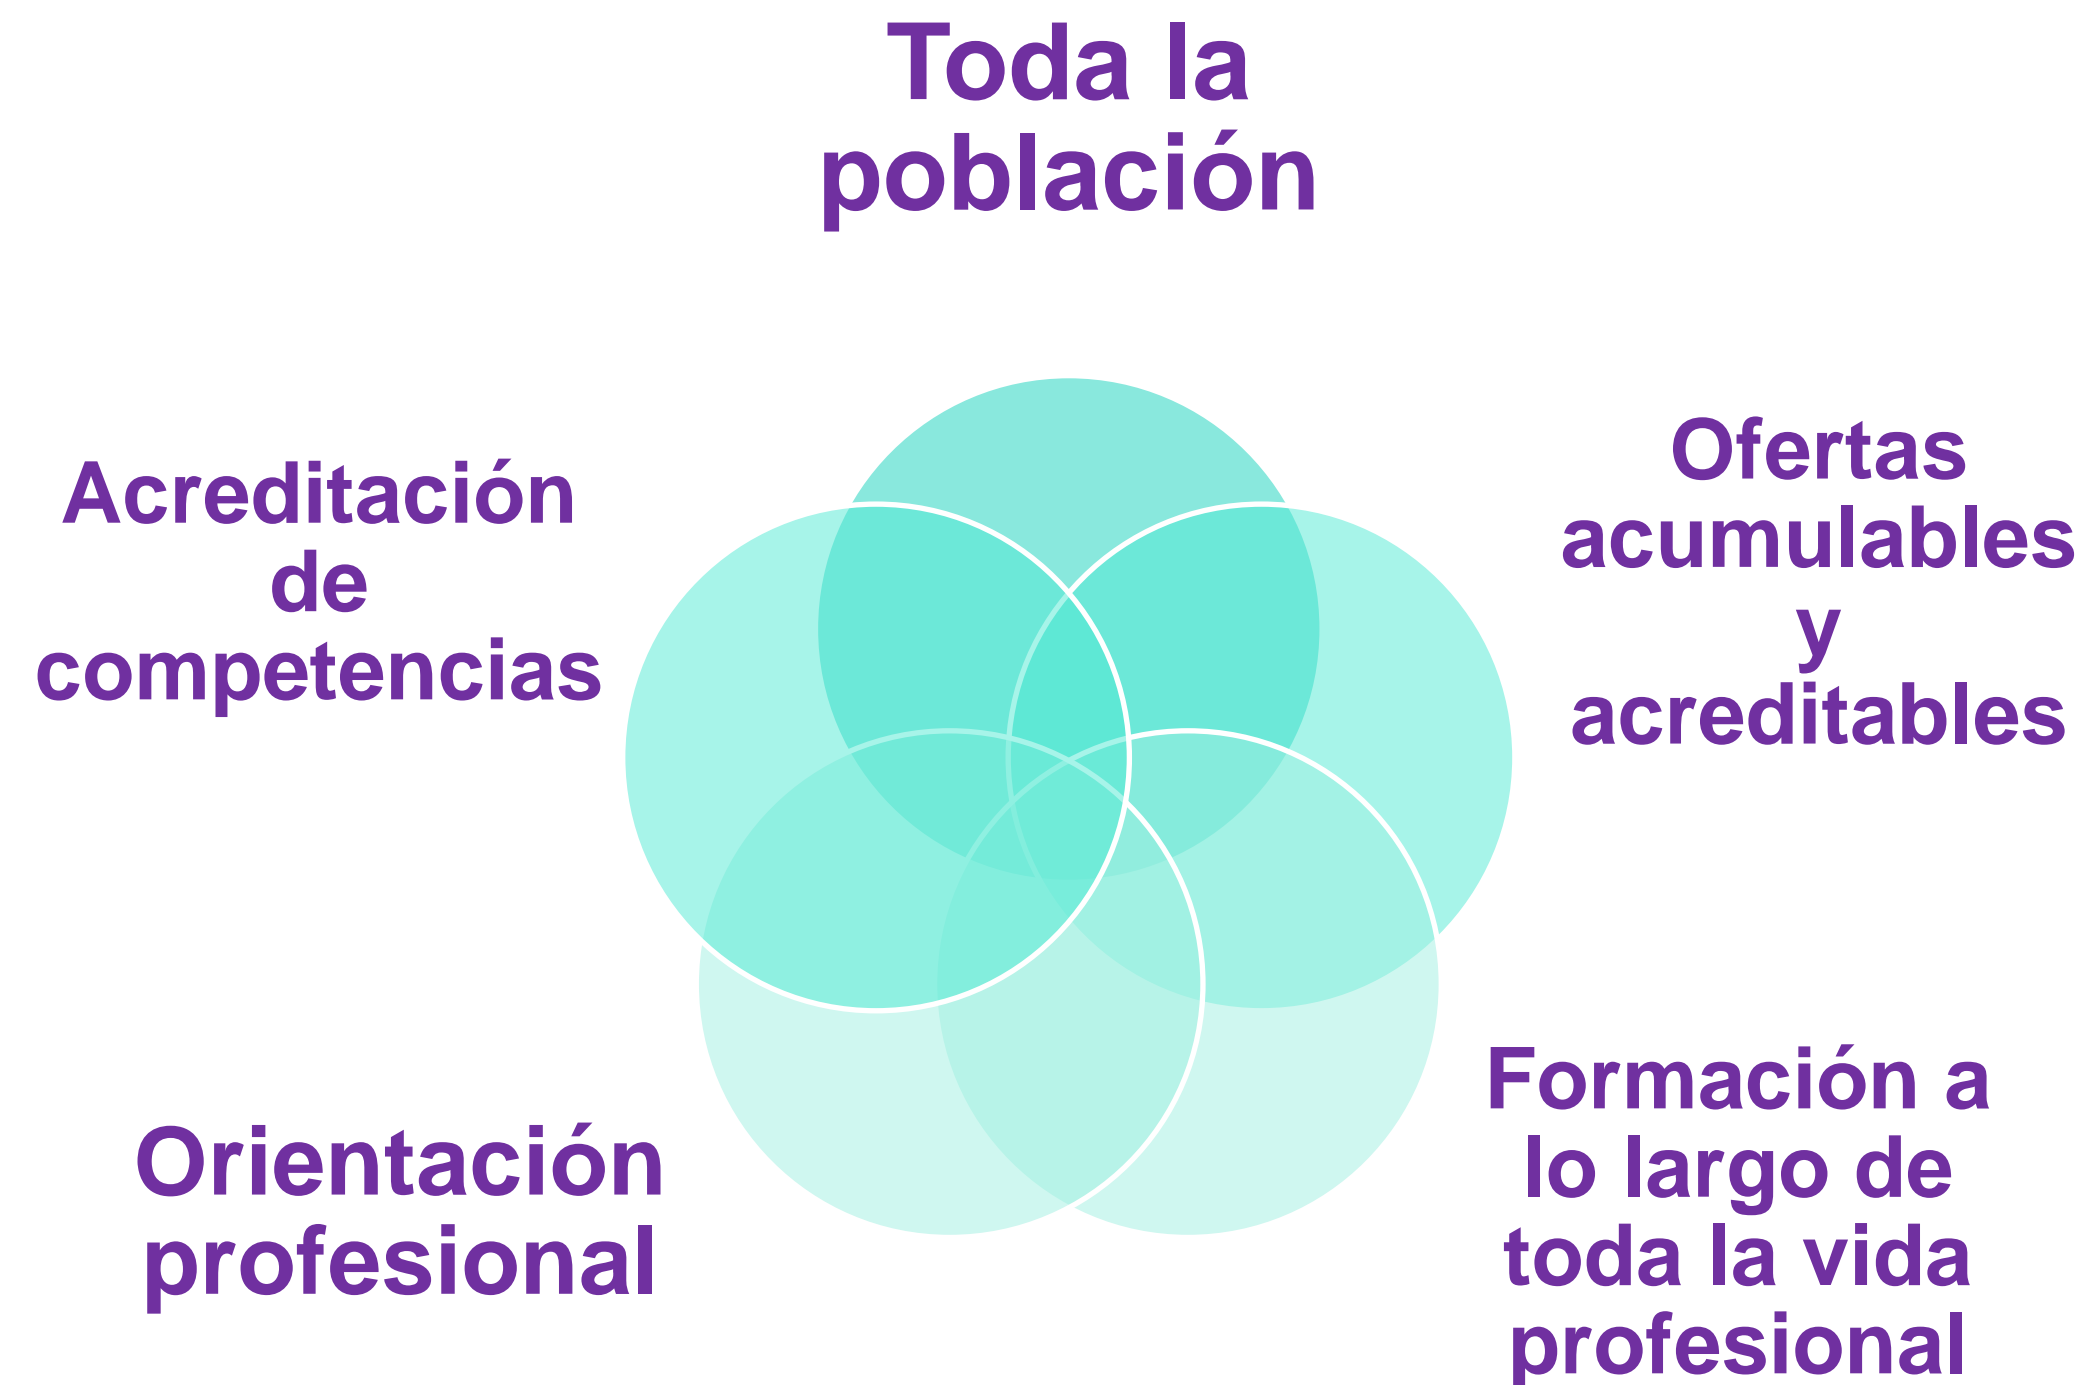 Toda la
población
Acreditación
de
competencias
Ofertas
acumulables
y
acreditables
Orientación
profesional
Formación a
lo largo de
toda la vida
profesional